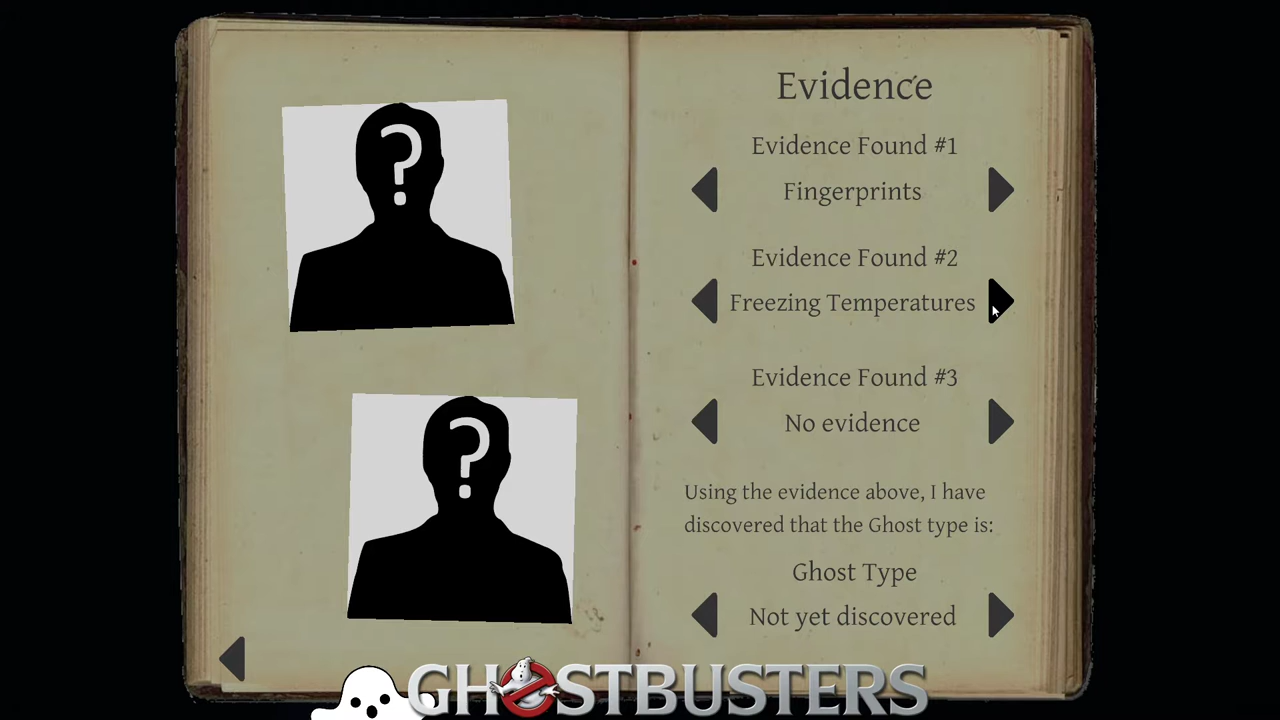 Evidence
Evidence Found #1
Fingerprints
Evidence Found #2
Freezing Temperatures
Evidence Found #3
No evidence
Using the evidence above, I have
discovered that the Ghost type is:
Ghost Type
Not yet discovered
GHOSTBUSTERS